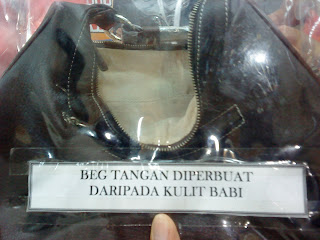 BEG TANGAN DIPERBUAT
DARIPADA KULIT BABI